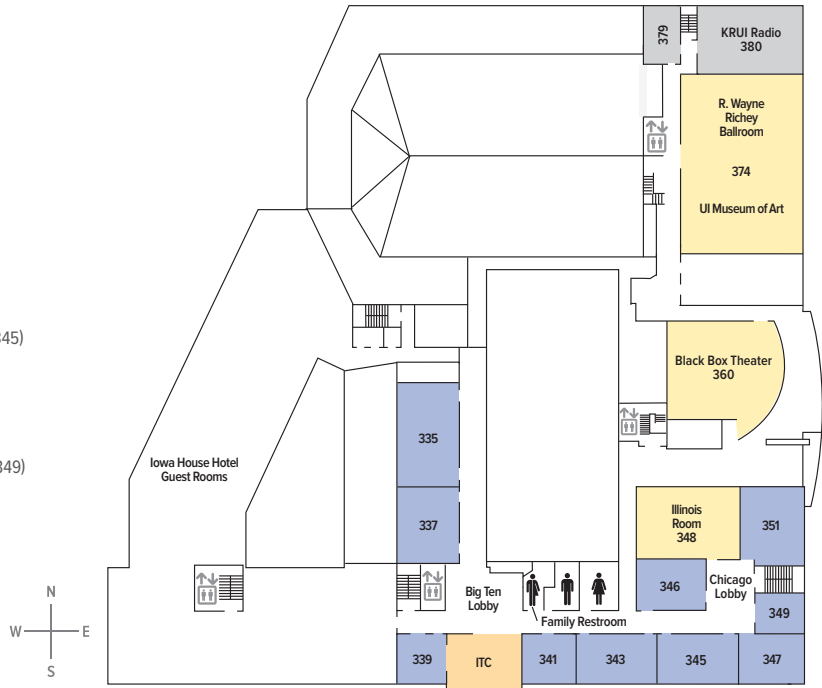 379
KRUI Radio
380
R. Wayne
Richey
Ballroom
374
UI Museum of Art
345)
Black Box Theater
360
335
349)
Iowa House Hotel
Guest Rooms
337
Illinois
Room
348
351
346
Chicago
Lobby
Big Ten
Lobby
349
Family Restroom
N
W
E
S
339
ITC
341
343
345
347